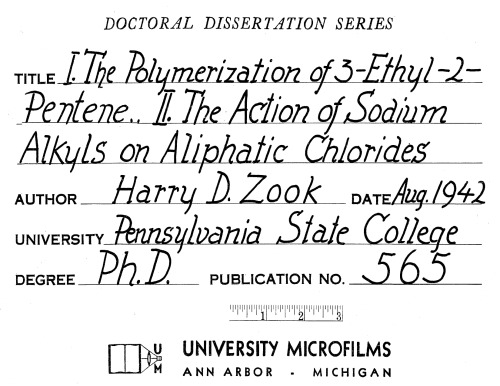 DOCTORAL DISSERTATION SERIES
TITLE I. The Polymerization of 3-Ethyl-2-
Pentene.. II. The Action of Sodium
Alkyls on Aliphatic Chlorides
AUTHOR Harry D. Zook DATE Aug. 1942
UNIVERSITY Pennsylvania State College
DEGREE Ph.D. PUBLICATION NO. 565
1 2 3
UM UNIVERSITY MICROFILMS
ANN ARBOR - MICHIGAN